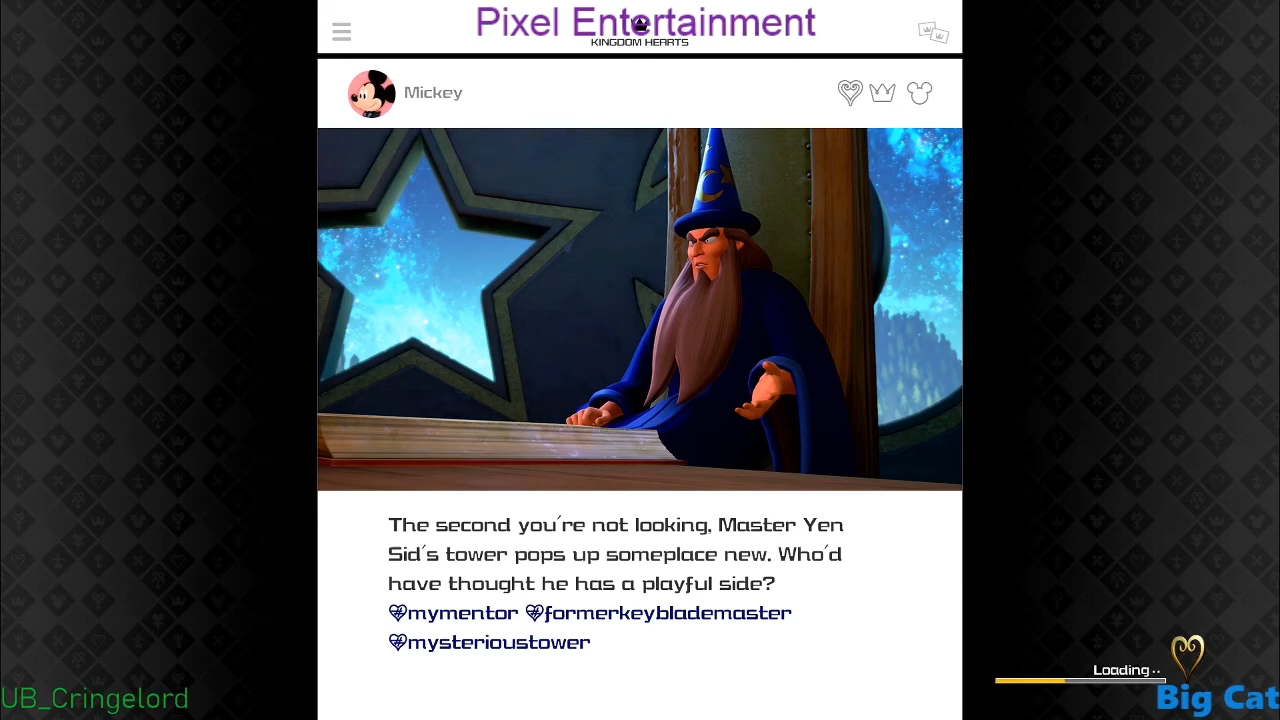 Pixel Entertainment
KINGDOM HEARTS
Mickey
The second you're not looking, Master Yen
Sid's tower pops up someplace new. Who'd
have thought he has a playful side?
#mymentor #formerkeyblademaster
#mysterioustower
Loading..
UB_Cringelord
Big Cat